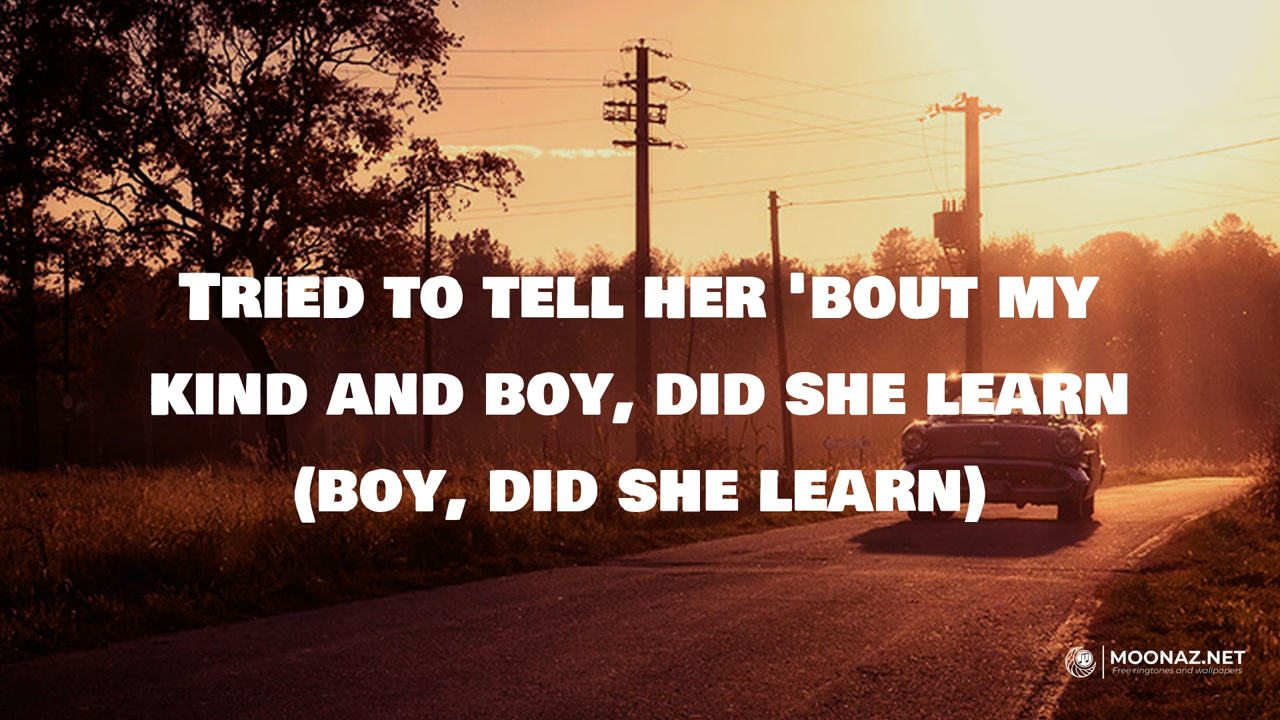 Tried to tell her 'bout my
kind and boy, did she learn
(boy, did she learn)
MOONAZ.NET
Free ringtones and wallpapers